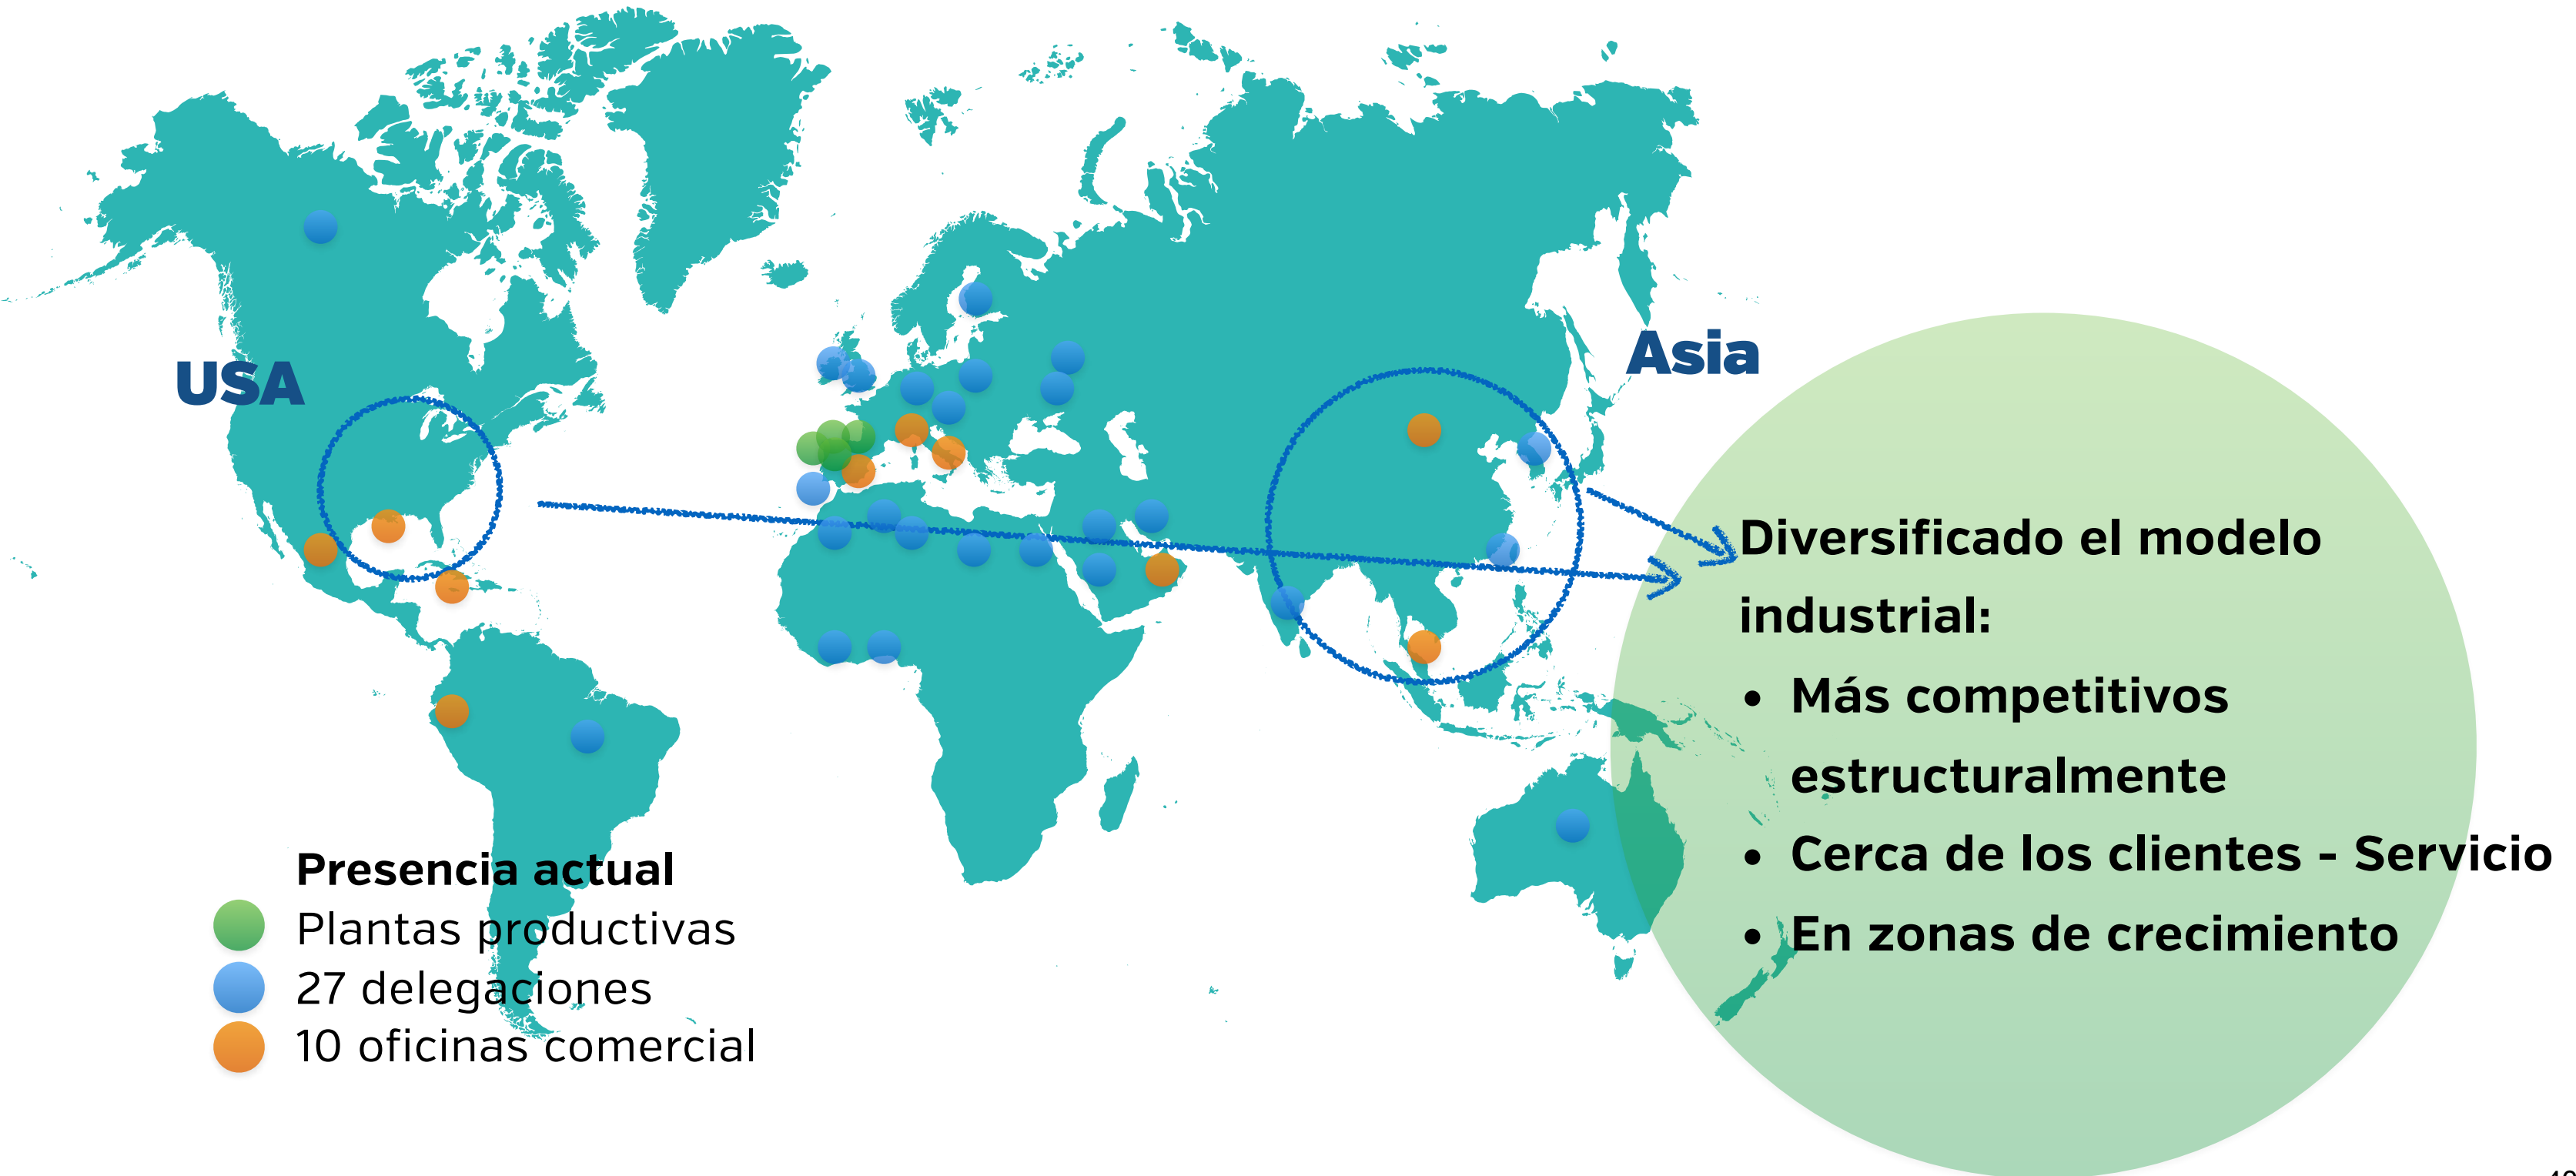 USA
Asia
Diversificado el modelo
industrial:
• Más competitivos
estructuralmente
• Cerca de los clientes - Servicio
• En zonas de crecimiento
Presencia actual
Plantas productivas
27 delegaciones
10 oficinas comercial